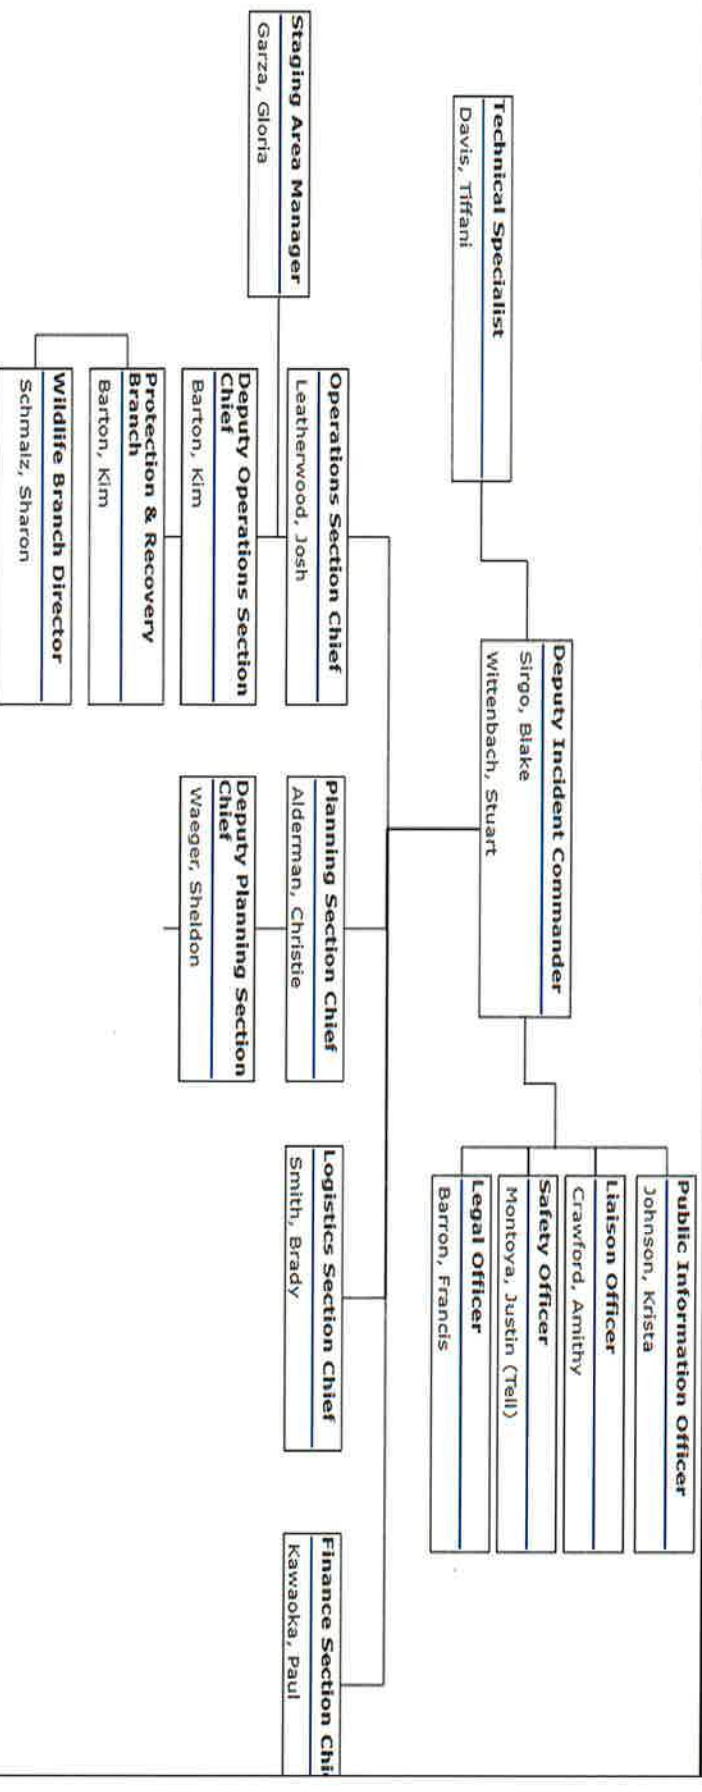 Deputy Incident Commander
Sirgo, Blake
Wittenbach, Stuart
Technical Specialist
Davis, Tiffani
Public Information Officer
Johnson, Krista
Liaison Officer
Crawford, Amithy
Safety Officer
Montoya, Justin (Tell)
Legal Officer
Barron, Francis
Staging Area Manager
Garza, Gloria
Operations Section Chief
Leatherwood, Josh
Deputy Operations Section
Chief
Barton, Kim
Protection & Recovery
Branch
Barton, Kim
Wildlife Branch Director
Schmalz, Sharon
Planning Section Chief
Alderman, Christie
Deputy Planning Section
Chief
Waeger, Sheldon
Logistics Section Chief
Smith, Brady
Finance Section Chi
Kawaoka, Paul